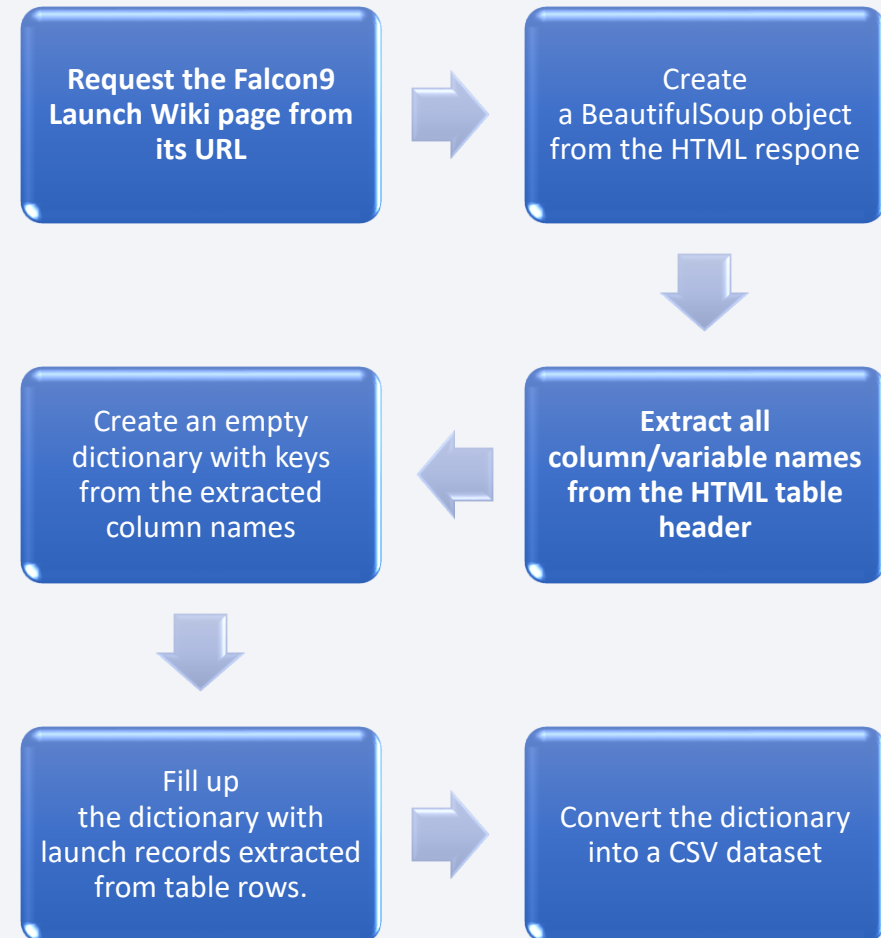 Request the Falcon9
Launch Wiki page from
its URL
Create
a BeautifulSoup object
from the HTML respone
Extract all
column/variable names
from the HTML table
header
Create an empty
dictionary with keys
from the extracted
column names
Fill up
the dictionary with
launch records extracted
from table rows.
Convert the dictionary
into a CSV dataset